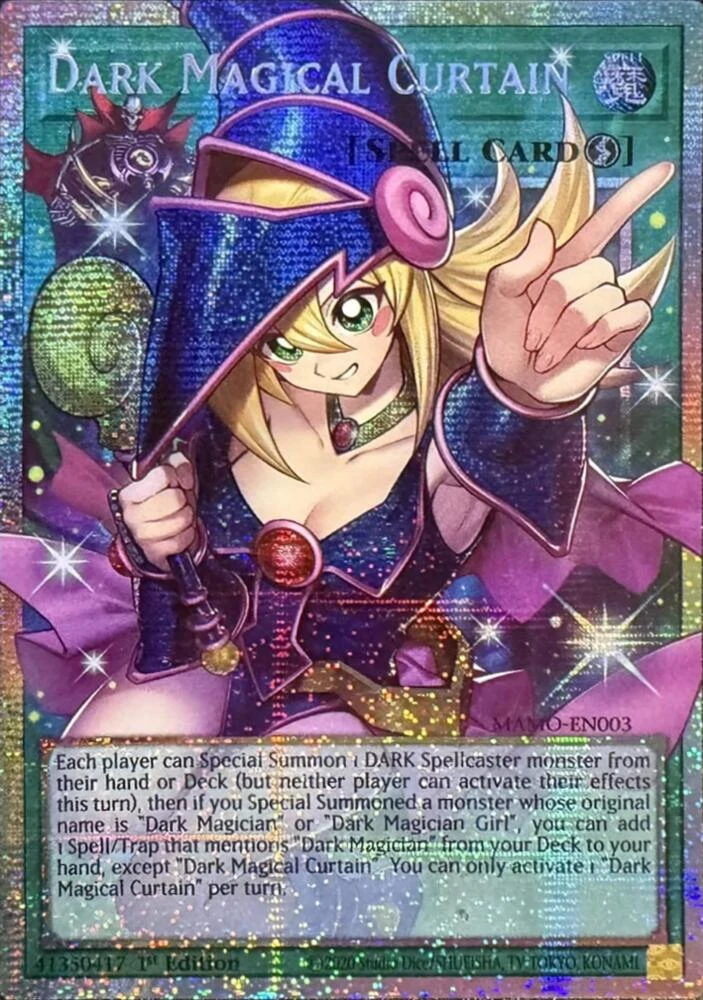 DARK MAGICAL CURTAIN
[SPELL CARD]
MAMO-EN003
Each player can Special Summon 1 DARK Spellcaster monster from
their hand or Deck (but neither player can activate their effects
this turn), then if you Special Summoned a monster whose original
name is "Dark Magician" or "Dark Magician Girl", you can add
1 Spell/Trap that mentions "Dark Magician" from your Deck to your
hand, except "Dark Magical Curtain". You can only activate 1 "Dark
Magical Curtain" per turn.
41350417 1st Edition ©2020 Studio Dice/SHUEISHA, TV TOKYO, KONAMI